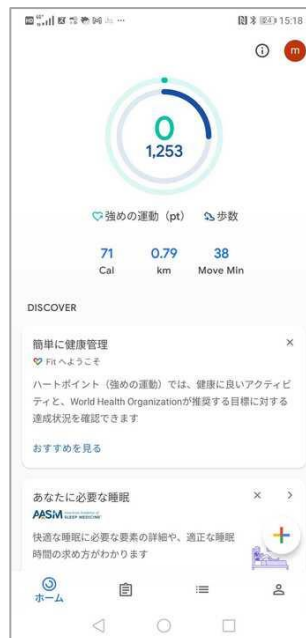 15:18
m
0
1,253
強めの運動（pt） 歩数
71 0.79 38
Cal km Move Min
DISCOVER
簡単に健康管理
Fit へようこそ
ハートポイント（強めの運動）では、健康に良いアクティビ
ティと、World Health Organizationが推奨する目標に対する
達成状況を確認できます
おすすめを見る
あなたに必要な睡眠
AASM
SLEEP MEDICINE
快適な睡眠に必要な要素の詳細や、適正な睡眠
時間の求め方がわかります
ホーム